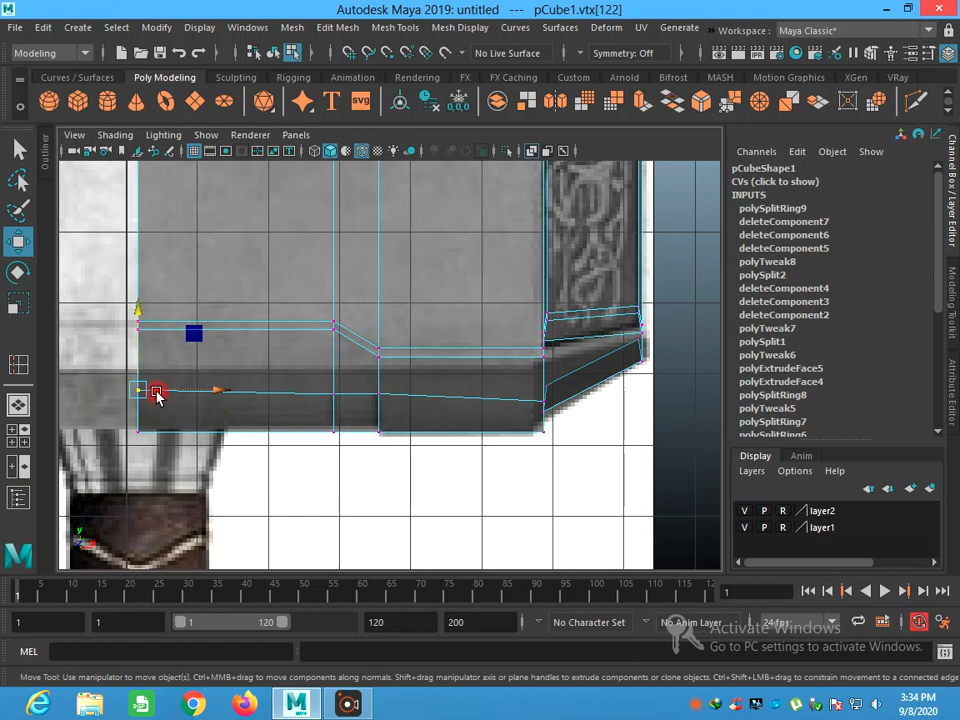 Autodesk Maya 2019: untitled --- pCube1.vtx[122]
File Edit Create Select Modify Display Windows Mesh Edit Mesh Mesh Tools Mesh Display Curves Surfaces Deform UV Generate Workspace : Maya Classic*
Modeling No Live Surface Symmetry: Off
Curves / Surfaces Poly Modeling Sculpting Rigging Animation Rendering FX FX Caching Custom Arnold Bifrost MASH Motion Graphics XGen VRay
T svg 0,0,0
View Shading Lighting Show Renderer Panels
Outliner
Channels Edit Object Show
pCubeShape1
CVs (click to show)
INPUTS
polySplitRing9
deleteComponent7
deleteComponent6
deleteComponent5
polyTweak8
polySplit2
deleteComponent4
deleteComponent3
deleteComponent2
polyTweak7
polySplit1
polyTweak6
polyExtrudeFace5
polyExtrudeFace4
polySplitRing8
polyTweak5
polySplitRing7
polySplitRing6
Channel Box / Layer Editor
Modeling Toolkit
Attribute Editor
Display Anim
Layers Options Help
V P R layer2
V P R layer1
y
5 10 15 20 25 30 35 40 45 50 55 60 65 70 75 80 85 90 95 100 105 110 115 12
1 1
1 1 1 120 120 200 No Character Set No Anim Layer 24 fps
Activate Windows
Go to PC settings to activate Windows.
MEL
Move Tool: Use manipulator to move object(s). Ctrl+MMB+drag to move components along normals. Shift+drag manipulator axis or plane handles to extrude components or clone objects. Ctrl+Shift+drag to constrain movement to a connected edge.
3:34 PM
9/8/2020